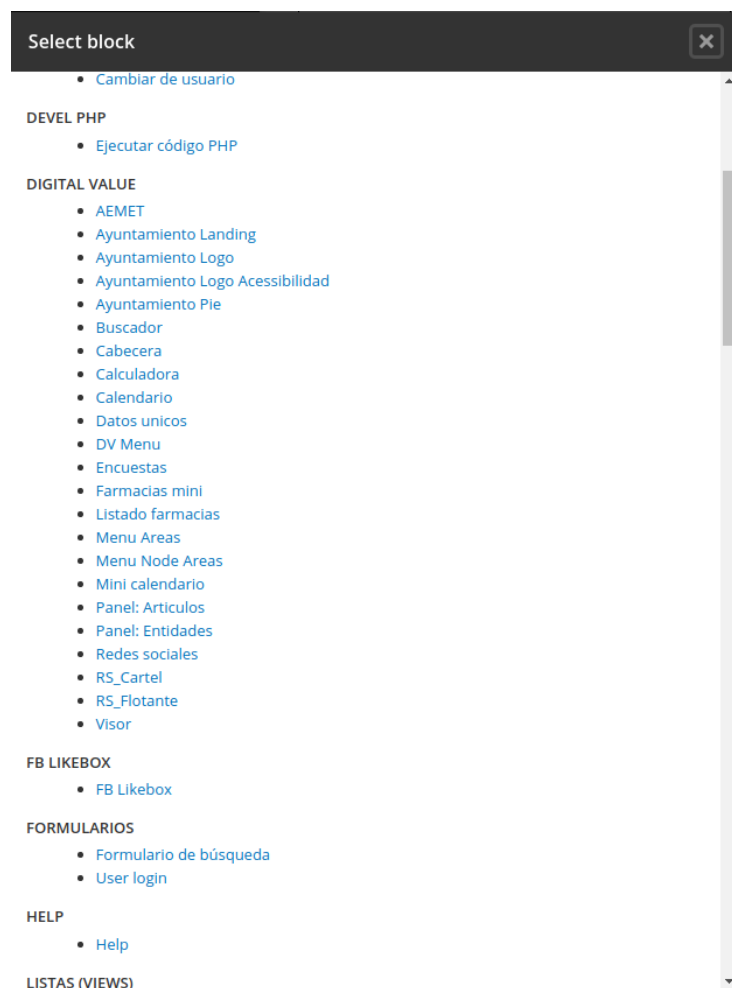 Select block
Cambiar de usuario
DEVEL PHP
Ejecutar código PHP
DIGITAL VALUE
AEMET
Ayuntamiento Landing
Ayuntamiento Logo
Ayuntamiento Logo Acessibilidad
Ayuntamiento Pie
Buscador
Cabecera
Calculadora
Calendario
Datos unicos
DV Menu
Encuestas
Farmacias mini
Listado farmacias
Menu Areas
Menu Node Areas
Mini calendario
Panel: Articulos
Panel: Entidades
Redes sociales
RS_Cartel
RS_Flotante
Visor
FB LIKEBOX
FB Likebox
FORMULARIOS
Formulario de búsqueda
User login
HELP
Help
LISTAS (VIEWS)